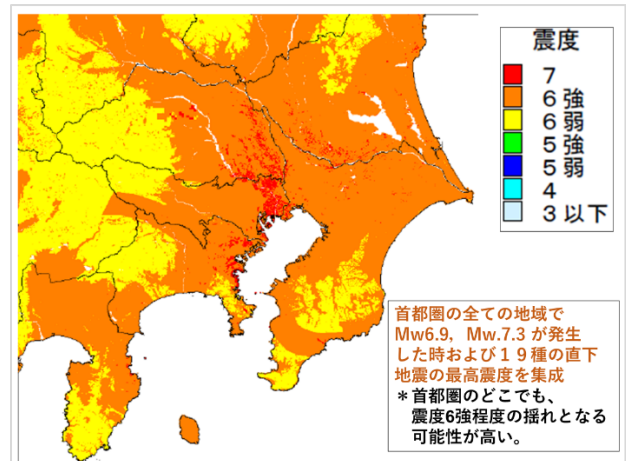 震度
7
6強
6弱
5強
5弱
4
3以下
首都圏の全ての地域で
Mw6.9, Mw.7.3 が発生
した時および１９種の直下
地震の最高震度を集成
＊首都圏のどこでも、
震度6強程度の揺れとなる
可能性が高い。